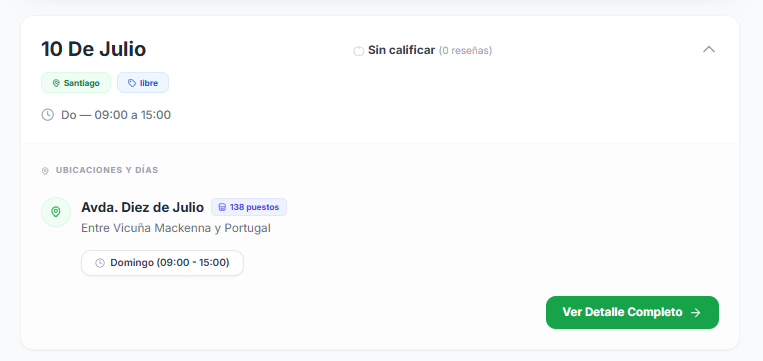 10 De Julio
Sin calificar (0 reseñas)
Santiago
libre
Do — 09:00 a 15:00
UBICACIONES Y DÍAS
Avda. Diez de Julio
138 puestos
Entre Vicuña Mackenna y Portugal
Domingo (09:00 - 15:00)
Ver Detalle Completo